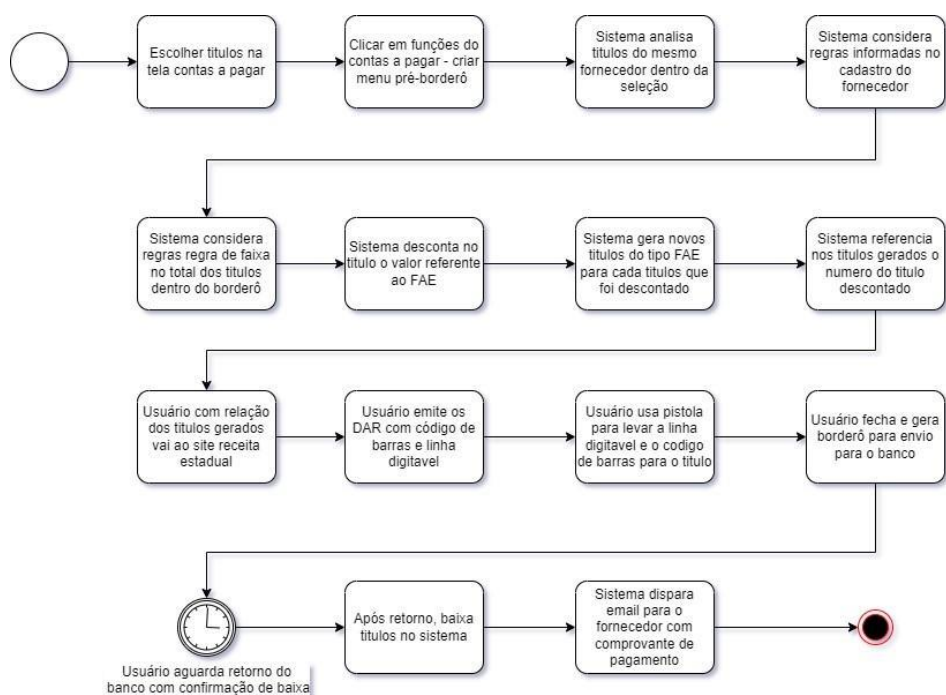 Escolher titulos na
tela contas a pagar
Clicar em funções do
contas a pagar - criar
menu pré-borderô
Sistema analisa
titulos do mesmo
fornecedor dentro da
seleção
Sistema considera
regras informadas no
cadastro do
fornecedor
Sistema considera
regras regra de faixa
no total dos titulos
dentro do borderô
Sistema desconta no
titulo o valor referente
ao FAE
Sistema gera novos
titulos do tipo FAE
para cada titulos que
foi descontado
Sistema referencia
nos titulos gerados o
numero do titulo
descontado
Usuário com relação
dos titulos gerados
vai ao site receita
estadual
Usuário emite os
DAR com código de
barras e linha
digitavel
Usuário usa pistola
para levar a linha
digitavel e o codigo
de barras para o titulo
Usuário fecha e gera
borderô para envio
para o banco
Usuário aguarda retorno do
banco com confirmação de baixa
Após retorno, baixa
titulos no sistema
Sistema dispara
email para o
fornecedor com
comprovante de
pagamento